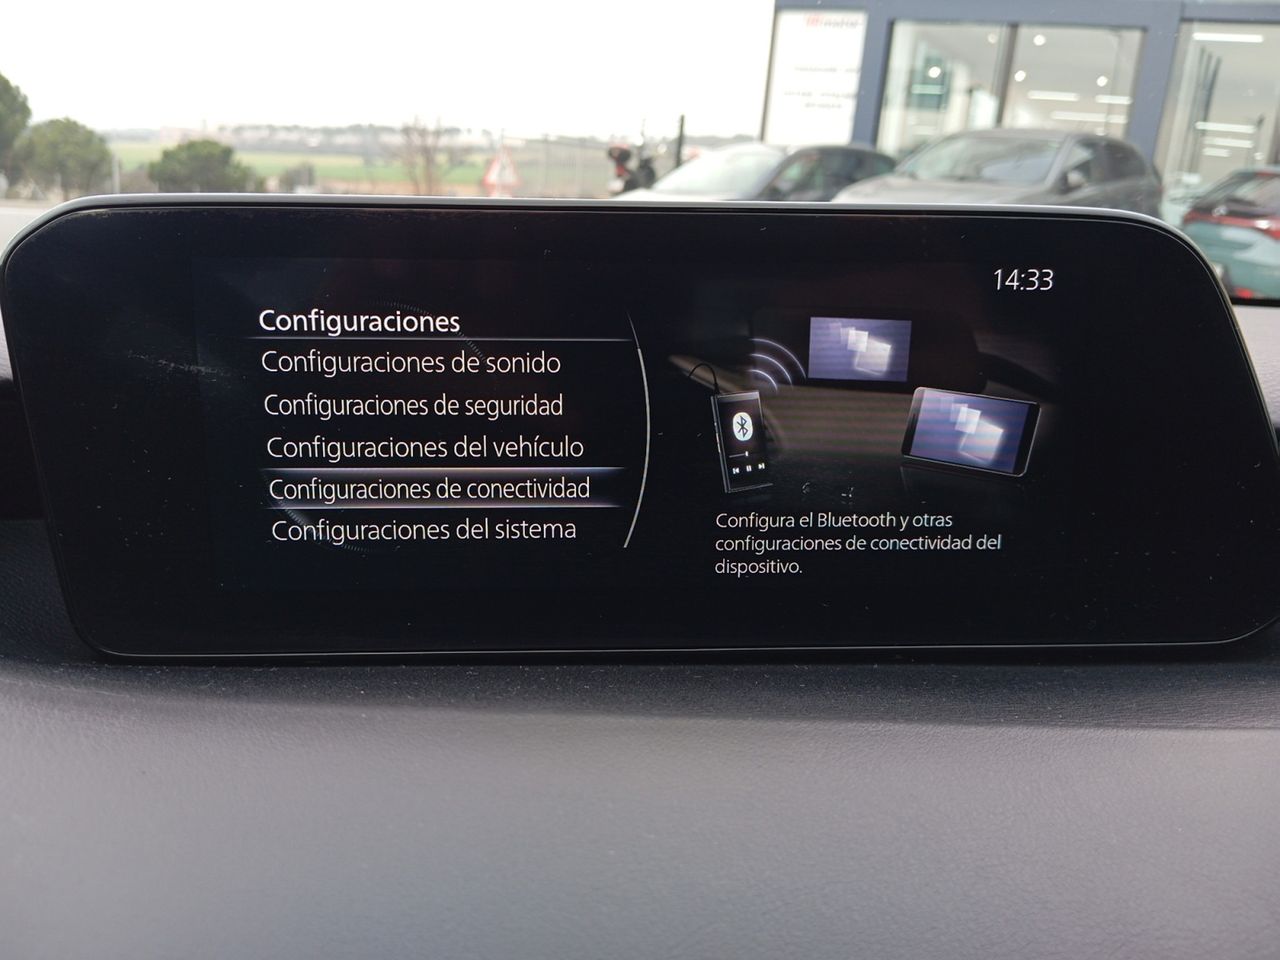 14:33
Configuraciones
Configuraciones de sonido
Configuraciones de seguridad
Configuraciones del vehículo
Configuraciones de conectividad
Configuraciones del sistema
Configura el Bluetooth y otras
configuraciones de conectividad del
dispositivo.